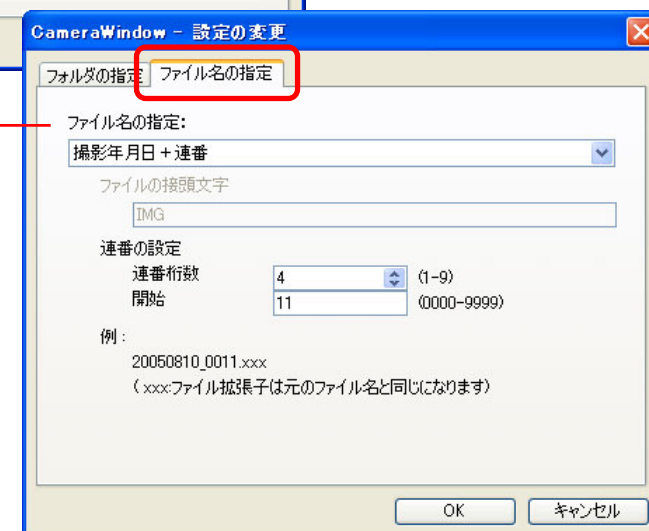 CameraWindow - 設定の変更
フォルダの指定 ファイル名の指定
ファイル名の指定:
撮影年月日+連番
ファイルの接頭文字
IMG
連番の設定
連番桁数 4 (1-9)
開始 11 (0000-9999)
例 :
20050810_0011.xxx
( xxx:ファイル拡張子は元のファイル名と同じになります)
OK キャンセル